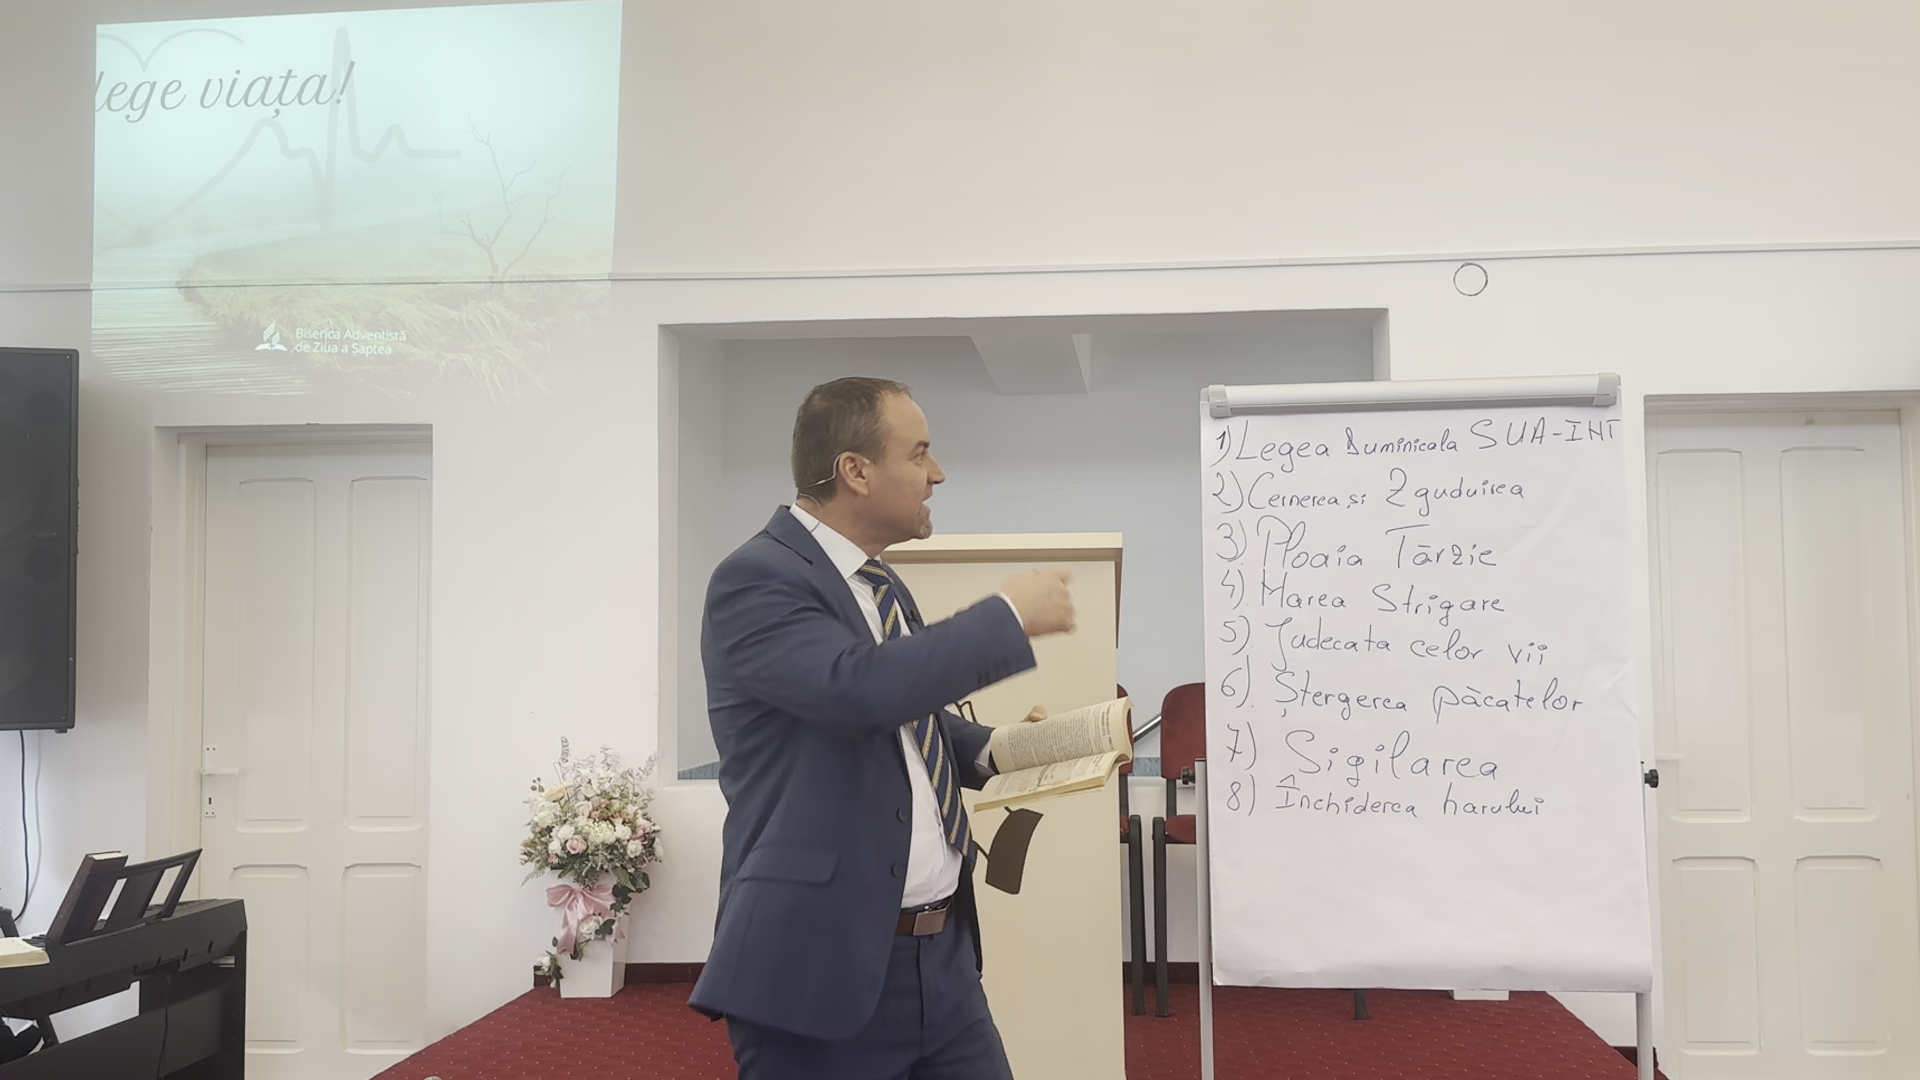 lege viața!
Biserica Adventistă
de Ziua a Șaptea
1) Legea Duminicala SUA-INT
2) Cernerea și Zguduirea
3) Ploaia Târzie
4) Marea Strigare
5) Judecata celor vii
6) Ștergerea păcatelor
7) Sigilarea
8) Închiderea harului